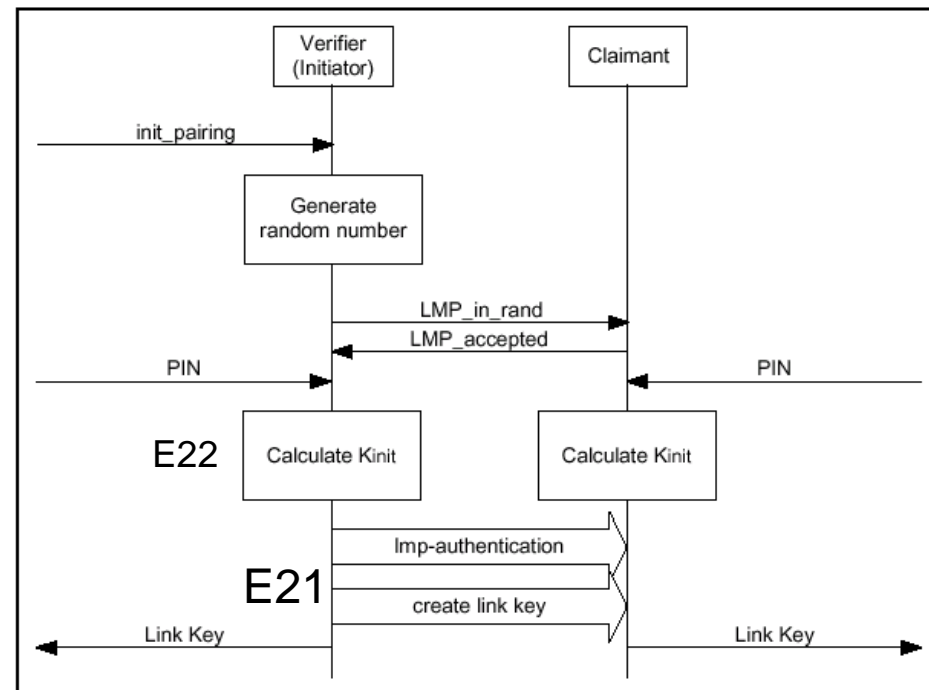 Verifier
(Initiator)
Claimant
init_pairing
Generate
random number
LMP_in_rand
LMP_accepted
PIN
PIN
E22
Calculate Kinit
Calculate Kinit
lmp-authentication
E21
create link key
Link Key
Link Key